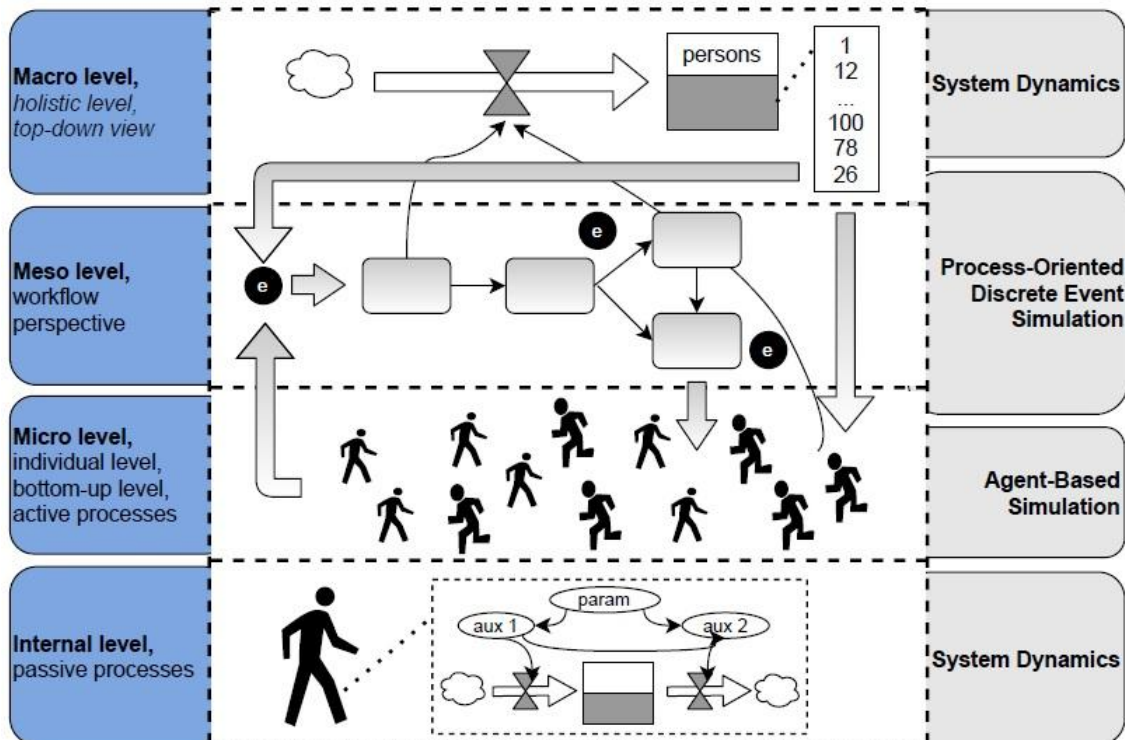 Macro level,
holistic level,
top-down view
persons
1
12
...
100
78
26
System Dynamics
Meso level,
workflow
perspective
e
e
e
Process-Oriented
Discrete Event
Simulation
Micro level,
individual level,
bottom-up level,
active processes
Agent-Based
Simulation
Internal level,
passive processes
param
aux 1
aux 2
System Dynamics